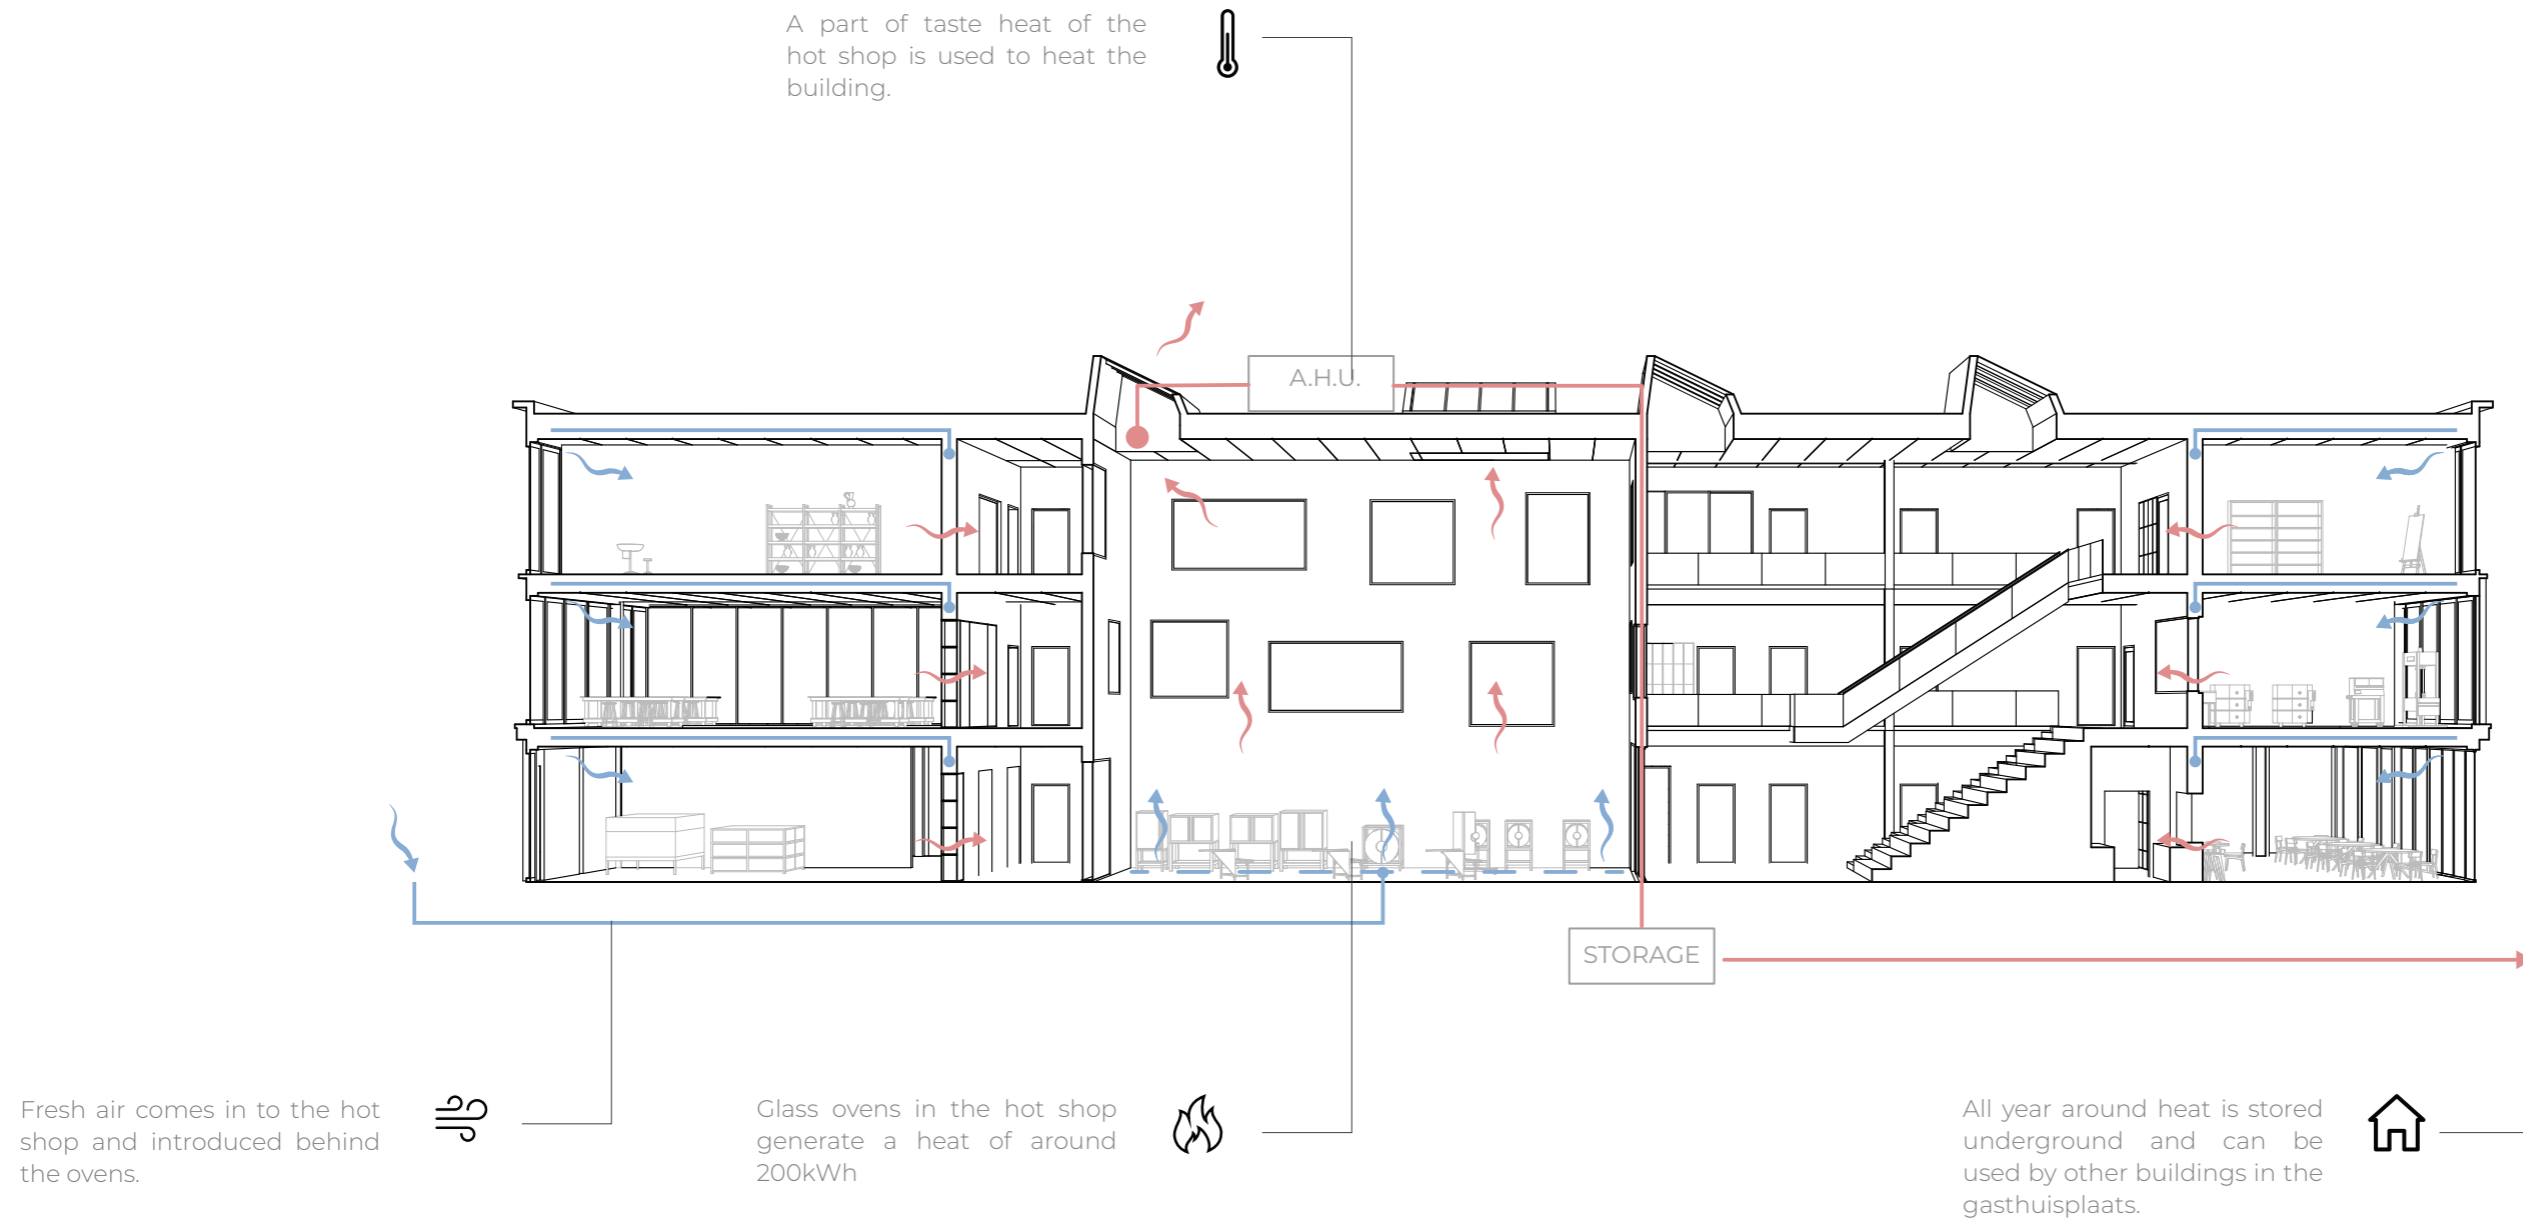 A part of taste heat of the
hot shop is used to heat the
building.
A.H.U.
STORAGE
Fresh air comes in to the hot
shop and introduced behind
the ovens.
Glass ovens in the hot shop
generate a heat of around
200kWh
All year around heat is stored
underground and can be
used by other buildings in the
gasthuisplaats.